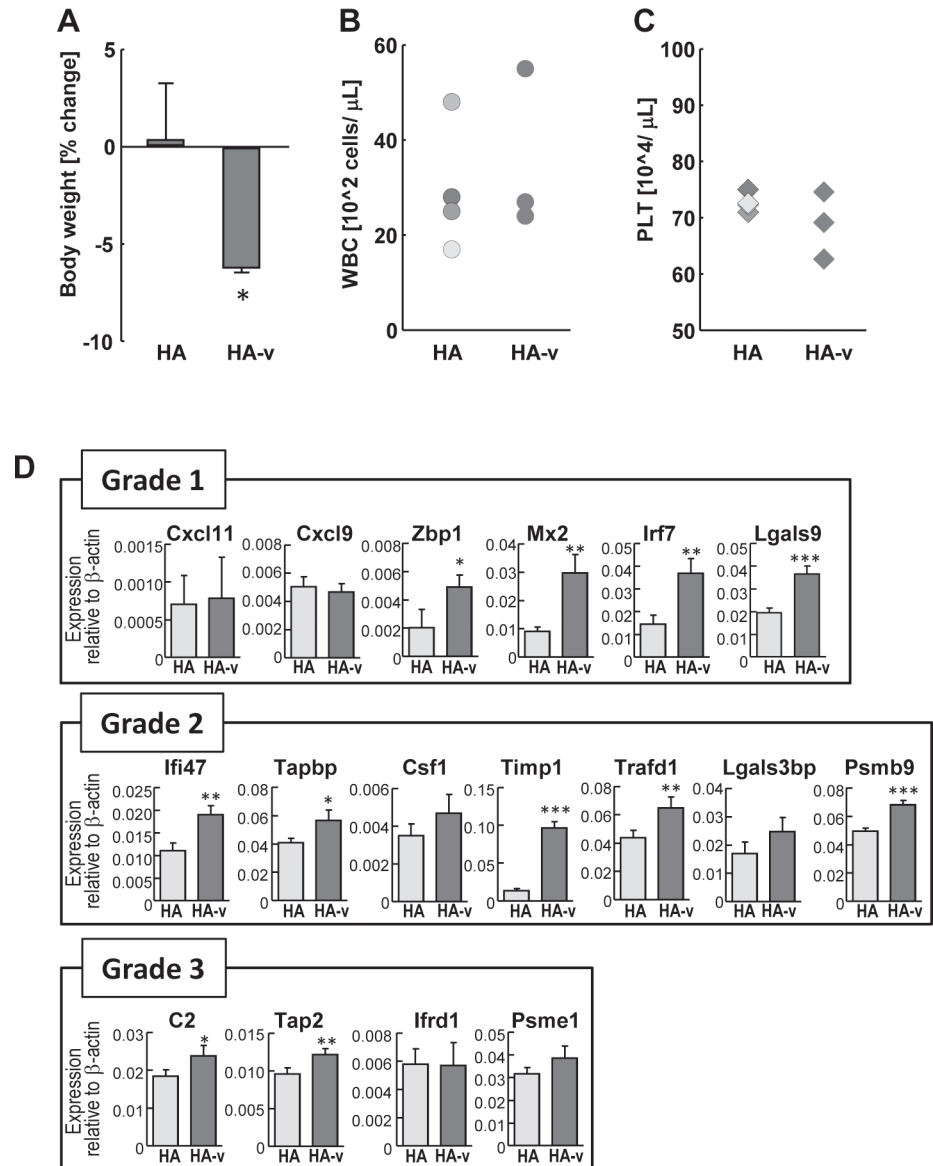 A
Body weight [% change]
5
0
-5
-10
*
HA HA-v
B
WBC [10^2 cells/ μL]
60
40
20
0
HA HA-v
C
PLT [10^4/ μL]
100
90
80
70
60
50
HA HA-v
D
Grade 1
Expression
relative to β-actin
Cxcl11
0.0015
0.001
0.0005
0
HA HA-v
Cxcl9
0.008
0.006
0.004
0.002
0
HA HA-v
Zbp1
0.008
0.006
0.004
0.002
0
*
HA HA-v
Mx2
0.04
0.03
0.02
0.01
0
**
HA HA-v
Irf7
0.05
0.04
0.03
0.02
0.01
0
**
HA HA-v
Lgals9
0.05
0.04
0.03
0.02
0.01
0
***
HA HA-v
Grade 2
Expression
relative to β-actin
Ifi47
0.025
0.020
0.015
0.010
0.005
0
**
HA HA-v
Tapbp
0.08
0.06
0.04
0.02
0
*
HA HA-v
Csf1
0.006
0.004
0.002
0
HA HA-v
Timp1
0.15
0.10
0.05
0
***
HA HA-v
Trafd1
0.08
0.06
0.04
0.02
0
**
HA HA-v
Lgals3bp
0.04
0.03
0.02
0.01
0
HA HA-v
Psmb9
0.08
0.06
0.04
0.02
0
***
HA HA-v
Grade 3
Expression
relative to β-actin
C2
0.03
0.02
0.01
0
*
HA HA-v
Tap2
0.015
0.010
0.005
0
**
HA HA-v
Ifrd1
0.008
0.006
0.004
0.002
0
HA HA-v
Psme1
0.05
0.04
0.03
0.02
0.01
0
HA HA-v